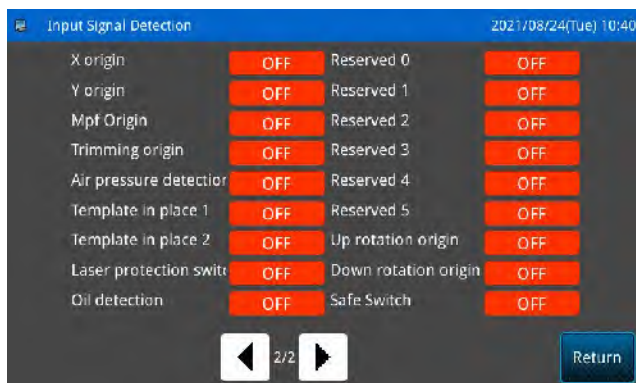 Input Signal Detection 2021/08/24(Tue) 10:40
X origin OFF Reserved 0 OFF
Y origin OFF Reserved 1 OFF
Mpf Origin OFF Reserved 2 OFF
Trimming origin OFF Reserved 3 OFF
Air pressure detection OFF Reserved 4 OFF
Template in place 1 OFF Reserved 5 OFF
Template in place 2 OFF Up rotation origin OFF
Laser protection switc OFF Down rotation origin OFF
Oil detection OFF Safe Switch OFF
2/2 Return